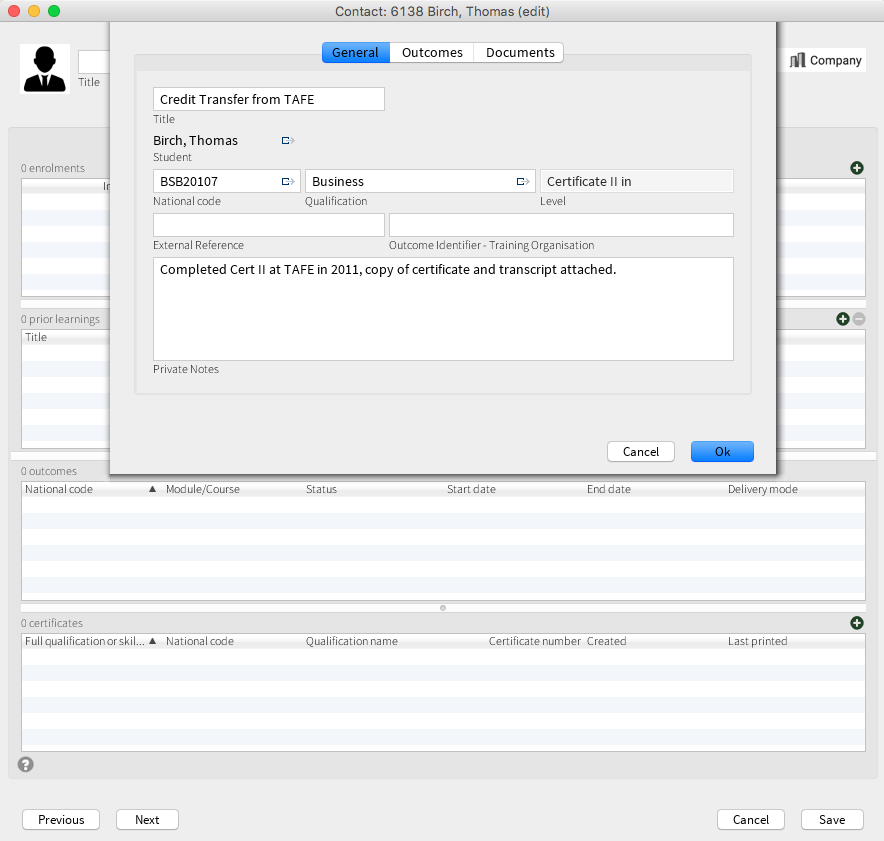 Contact: 6138 Birch, Thomas (edit)
General Outcomes Documents
Title
Company
Credit Transfer from TAFE
Title
Birch, Thomas
Student
BSB20107 Business Certificate II in
National code Qualification Level
External Reference Outcome Identifier - Training Organisation
Completed Cert II at TAFE in 2011, copy of certificate and transcript attached.
Private Notes
Cancel Ok
0 enrolments
0 prior learnings
Title
0 outcomes
National code ▲ Module/Course Status Start date End date Delivery mode
0 certificates
Full qualification or skil... ▲ National code Qualification name Certificate number Created Last printed
?
Previous Next Cancel Save